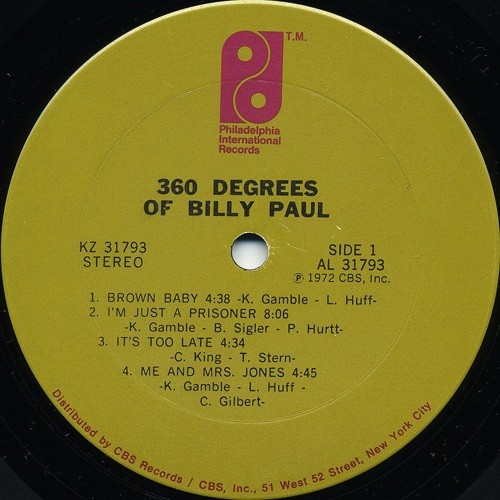 T.M.
Philadelphia
International
Records
360 DEGREES
OF BILLY PAUL
KZ 31793
STEREO
SIDE 1
AL 31793
℗ 1972 CBS, Inc.
1. BROWN BABY 4:38 -K. Gamble - L. Huff-
2. I'M JUST A PRISONER 8:06
-K. Gamble - B. Sigler - P. Hurtt-
3. IT'S TOO LATE 4:34
-C. King - T. Stern-
4. ME AND MRS. JONES 4:45
-K. Gamble - L. Huff -
C. Gilbert-
Distributed by CBS Records / CBS, Inc., 51 West 52 Street, New York City